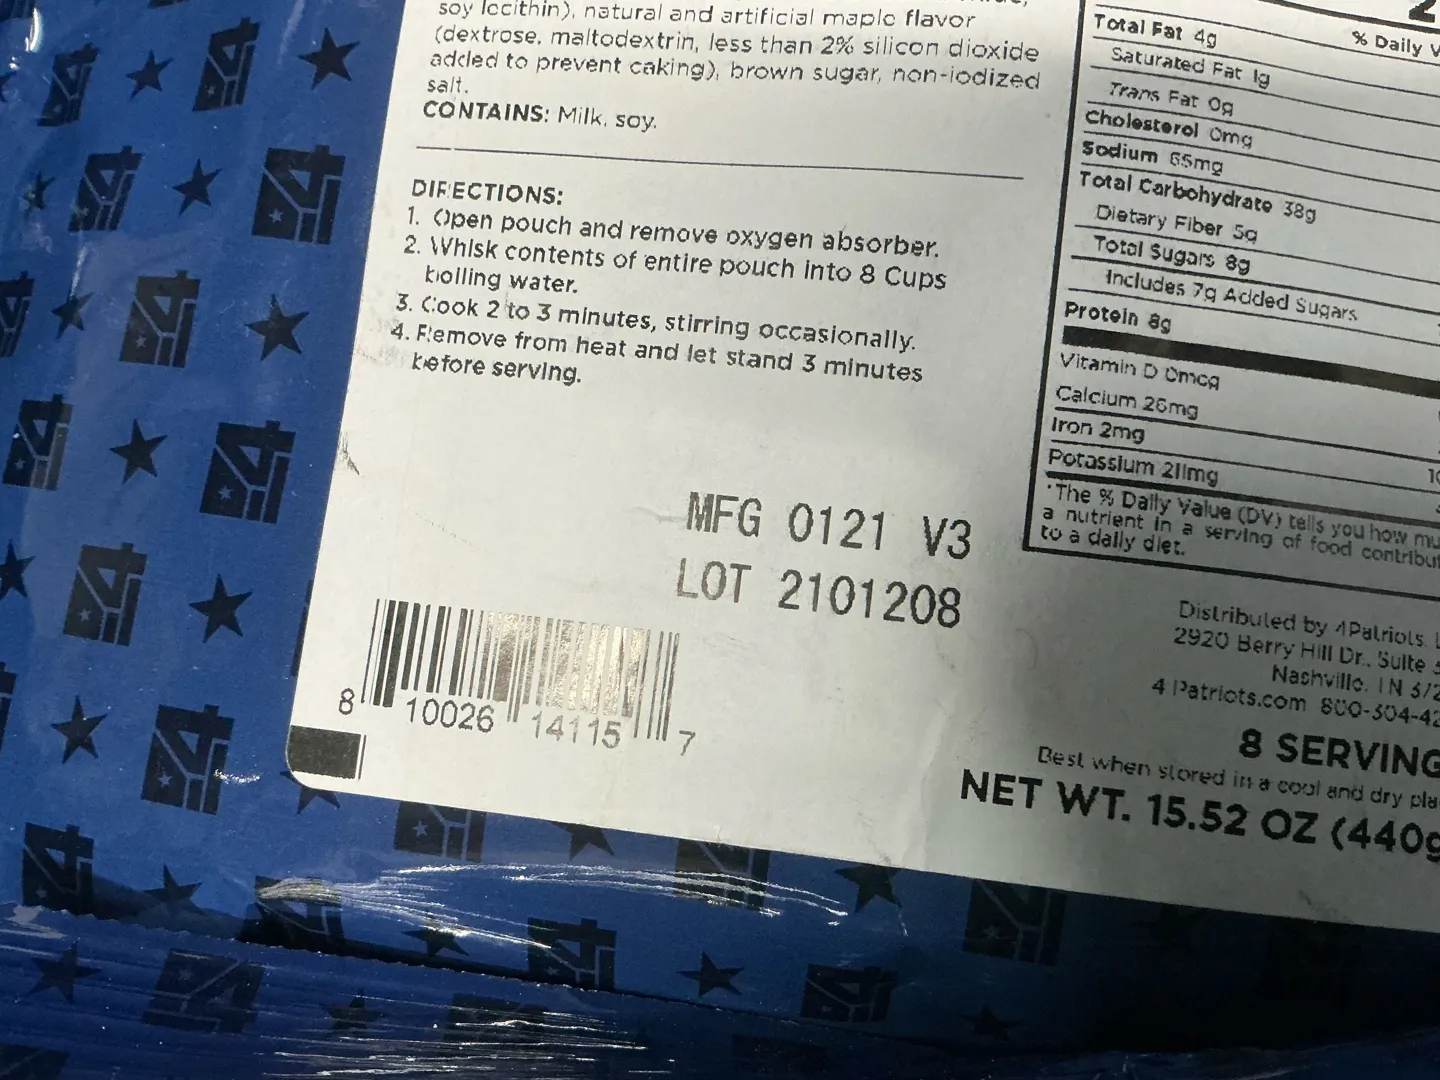 soy lecithin), natural and artificial maple flavor
(dextrose, maltodextrin, less than 2% silicon dioxide
added to prevent caking), brown sugar, non-iodized
salt.
CONTAINS: Milk, soy.
DIRECTIONS:
1. Open pouch and remove oxygen absorber.
2. Whisk contents of entire pouch into 8 Cups
boiling water.
3. Cook 2 to 3 minutes, stirring occasionally.
4. Remove from heat and let stand 3 minutes
before serving.
MFG 0121 V3
LOT 2101208
8 10026 14115 7
% Daily
Total Fat 4g
Saturated Fat 1g
Trans Fat 0g
Cholesterol 0mg
Sodium 65mg
Total Carbohydrate 38g
Dietary Fiber 5g
Total Sugars 8g
Includes 7g Added Sugars
Protein 8g
Vitamin D 0mcg
Calcium 26mg
Iron 2mg
Potassium 211mg
*The % Daily Value (DV) tells you how
a nutrient in a serving of food
to a daily diet.
Distributed by 4Patriots
2920 Berry Hill Dr., Suite
Nashville, TN
4Patriots.com 800-304-42
8 SERVING
Best when stored in a cool and dry
NET WT. 15.52 OZ (440g